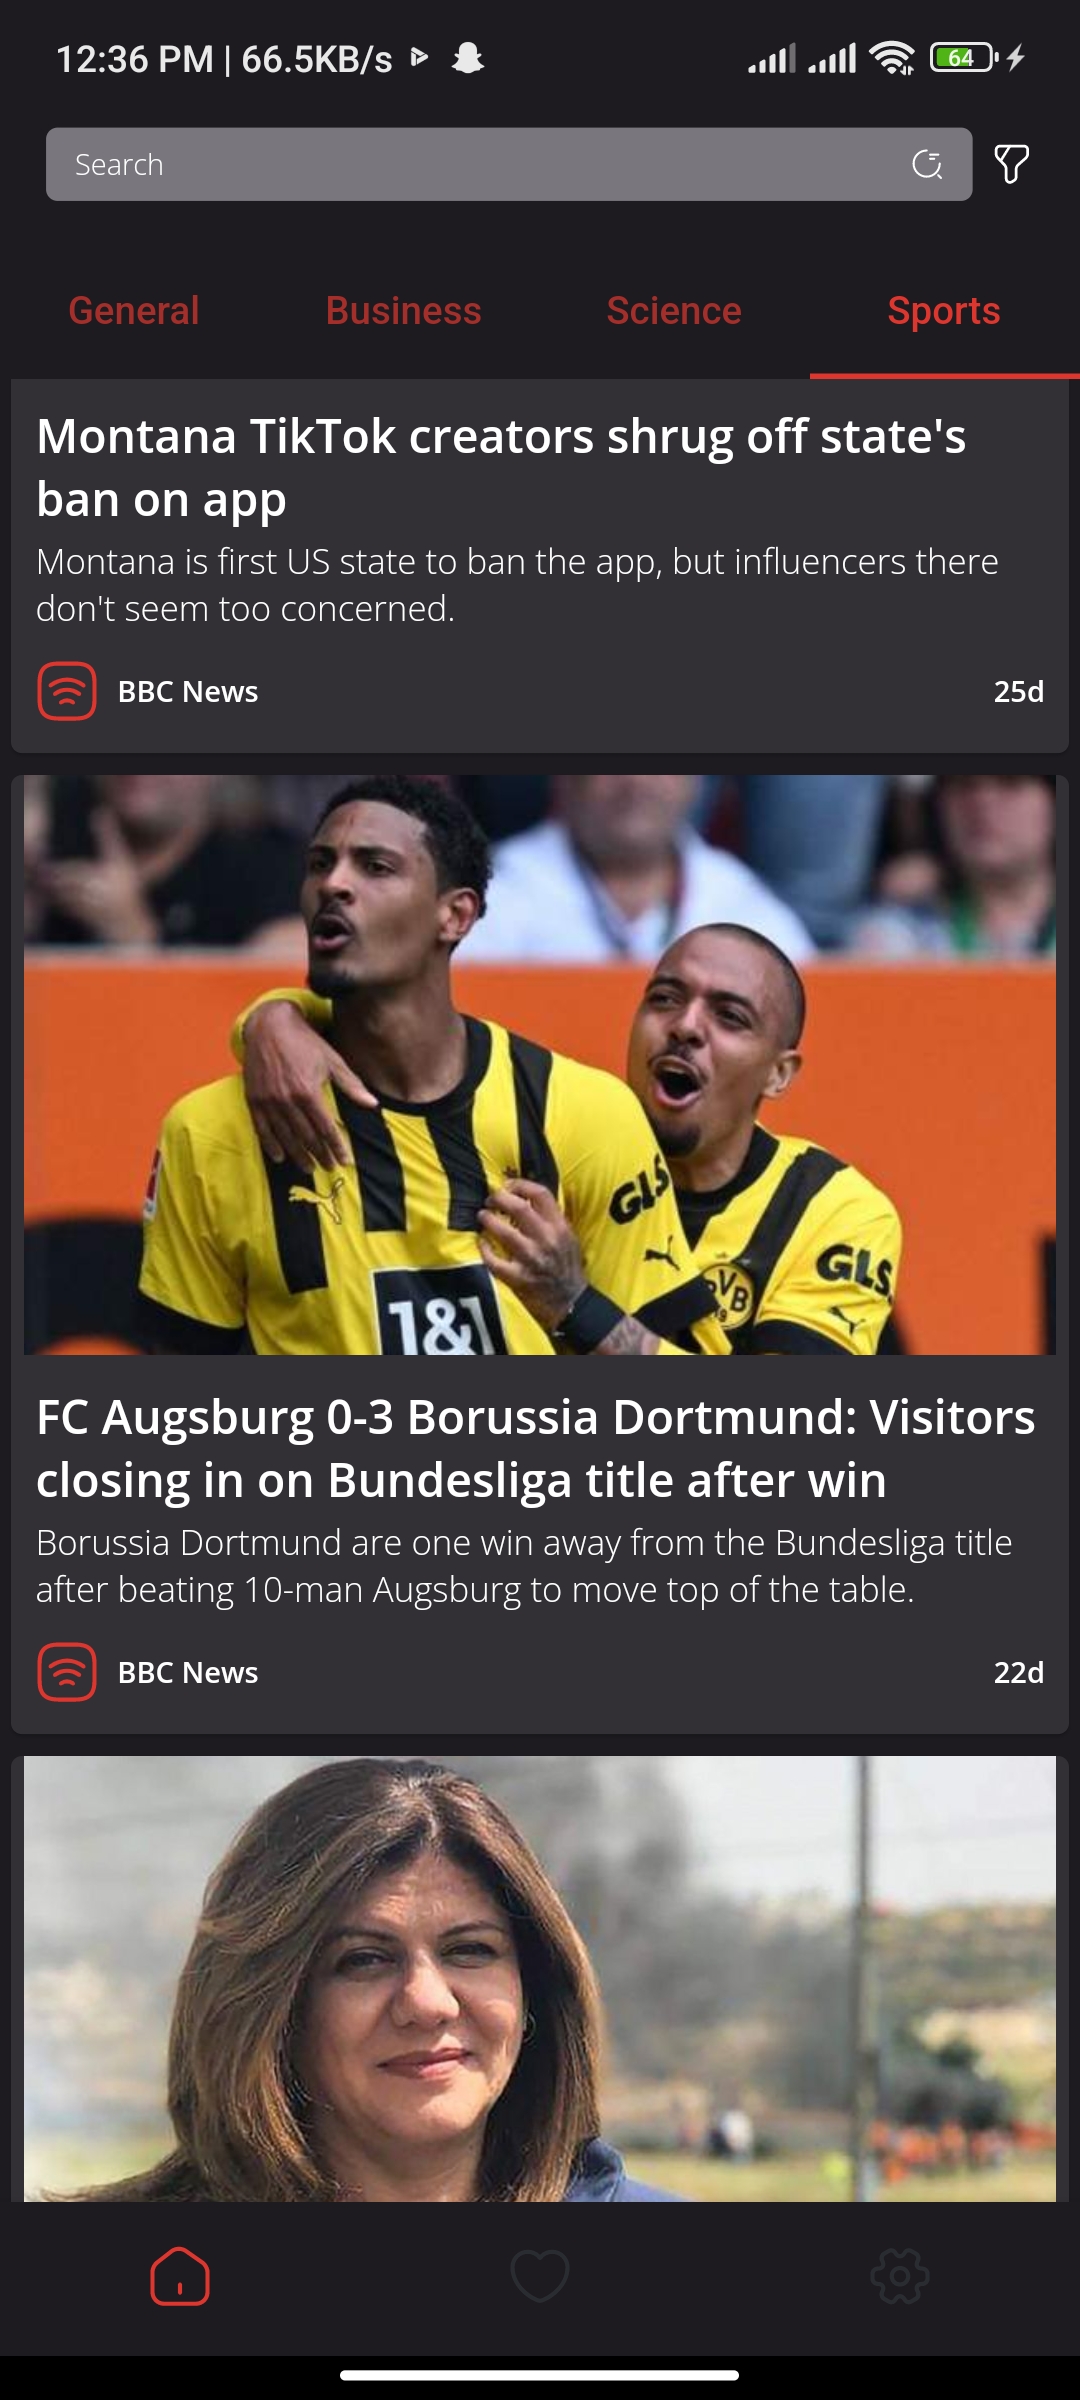 12:36 PM | 66.5KB/s
64
Search
General Business Science Sports
Montana TikTok creators shrug off state's
ban on app
Montana is first US state to ban the app, but influencers there
don't seem too concerned.
BBC News 25d
GLS
GLS
BVB
09
1&1
FC Augsburg 0-3 Borussia Dortmund: Visitors
closing in on Bundesliga title after win
Borussia Dortmund are one win away from the Bundesliga title
after beating 10-man Augsburg to move top of the table.
BBC News 22d